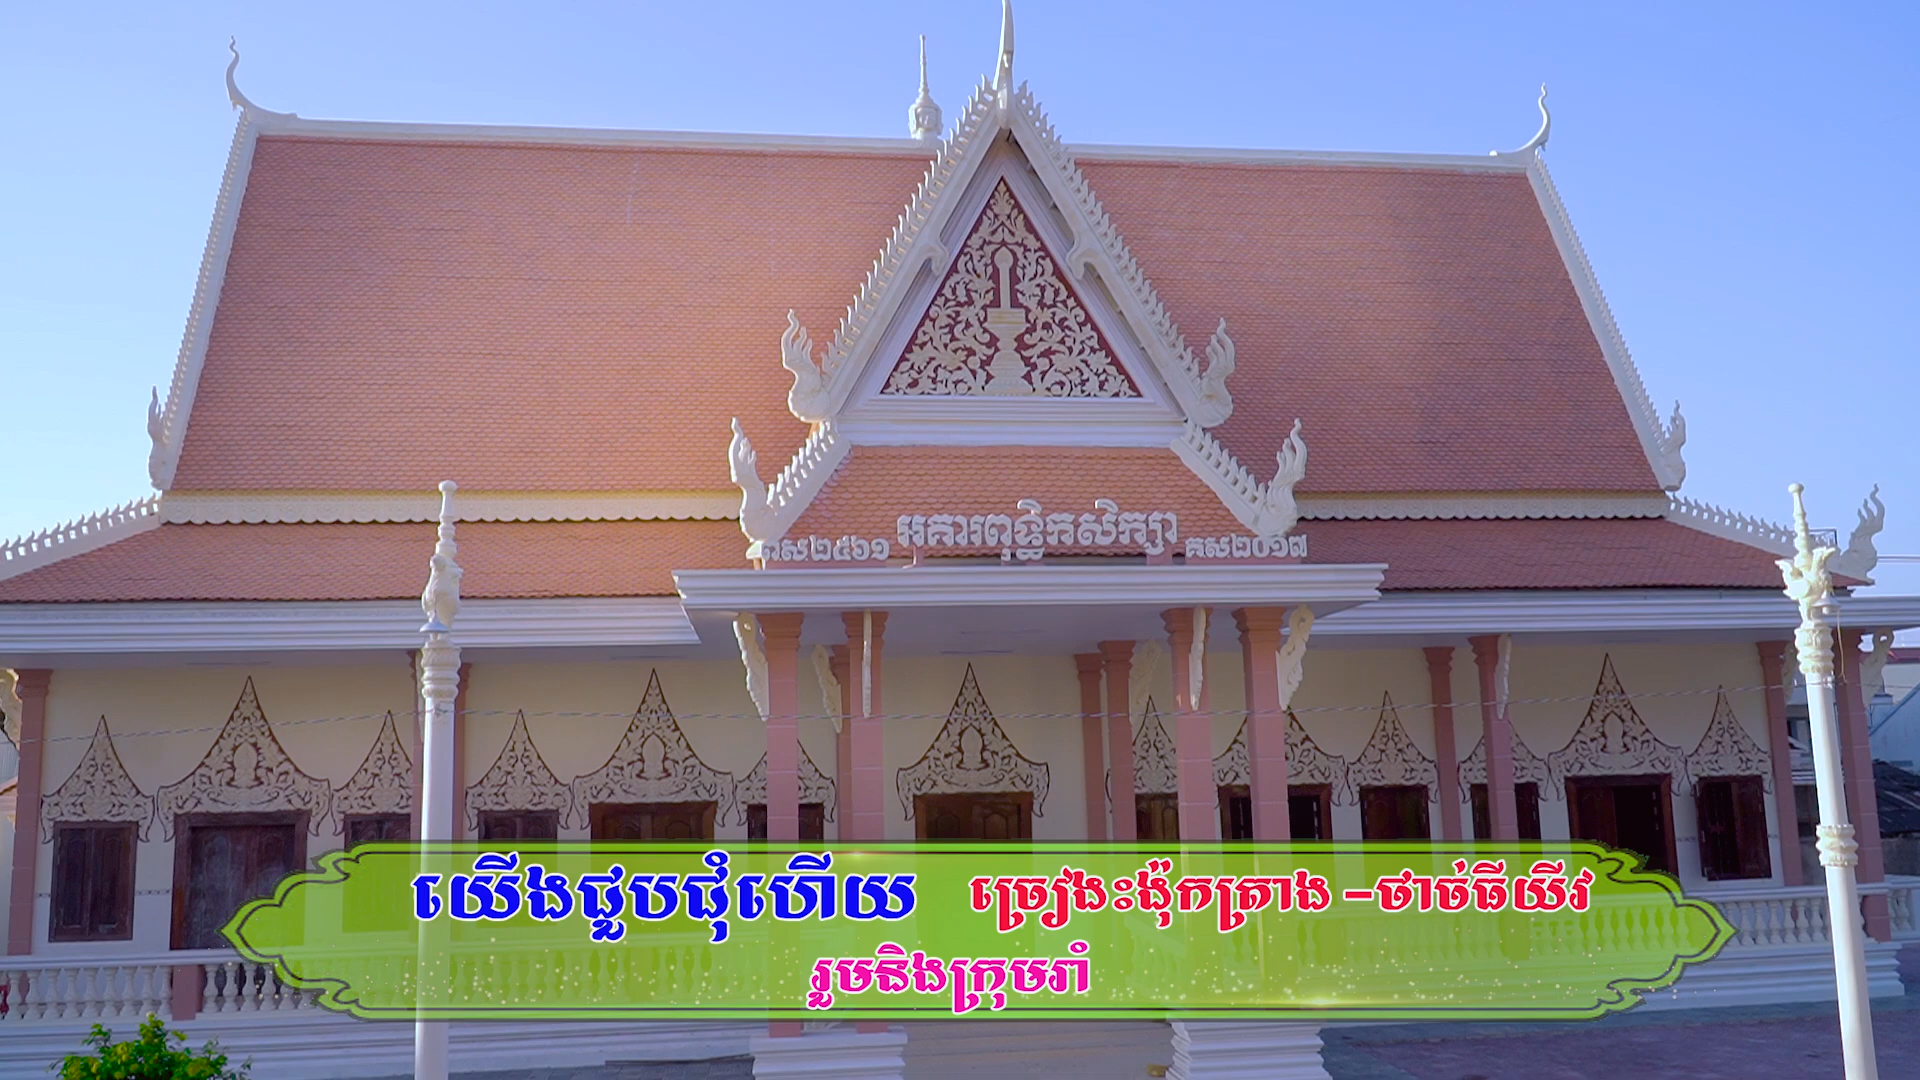 អគារពុទ្ធិកសិក្សា
ព.ស២៥៦១ គ.ស២០១៧
យើងជួបជុំហើយ ច្រៀងៈង៉ុកត្រាង -ថាច់ធីយីវ
រួមនិងក្រុមរាំ